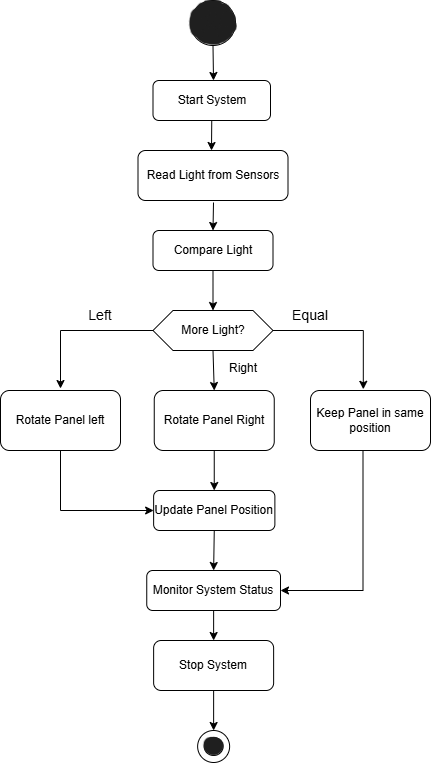 Start System
Read Light from Sensors
Compare Light
More Light?
Left
Equal
Right
Rotate Panel left
Rotate Panel Right
Keep Panel in same
position
Update Panel Position
Monitor System Status
Stop System